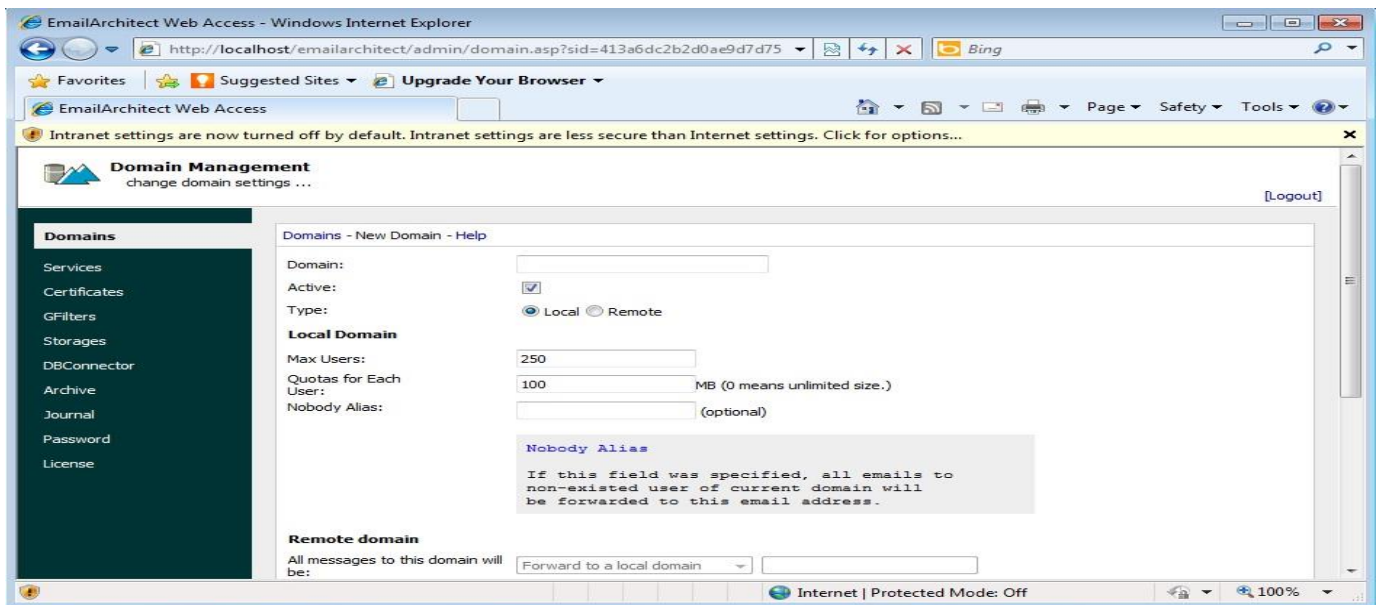 EmailArchitect Web Access - Windows Internet Explorer
http://localhost/emailarchitect/admin/domain.asp?sid=413a6dc2b2d0ae9d7d75
Bing
Favorites Suggested Sites Upgrade Your Browser
EmailArchitect Web Access
Page Safety Tools
Intranet settings are now turned off by default. Intranet settings are less secure than Internet settings. Click for options...
Domain Management
change domain settings ...
[Logout]
Domains
Services
Certificates
GFilters
Storages
DBConnector
Archive
Journal
Password
License
Domains - New Domain - Help
Domain:
Active:
Type: Local Remote
Local Domain
Max Users: 250
Quotas for Each
User: 100 MB (0 means unlimited size.)
Nobody Alias: (optional)
Nobody Alias
If this field was specified, all emails to
non-existed user of current domain will
be forwarded to this email address.
Remote domain
All messages to this domain will
be: Forward to a local domain
Internet | Protected Mode: Off
100%